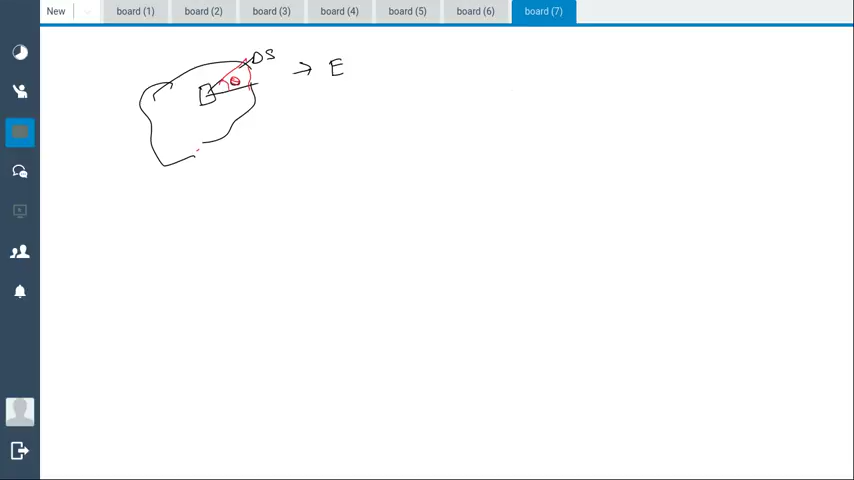 New board (1) board (2) board (3) board (4) board (5) board (6) board (7)
DS
θ → E